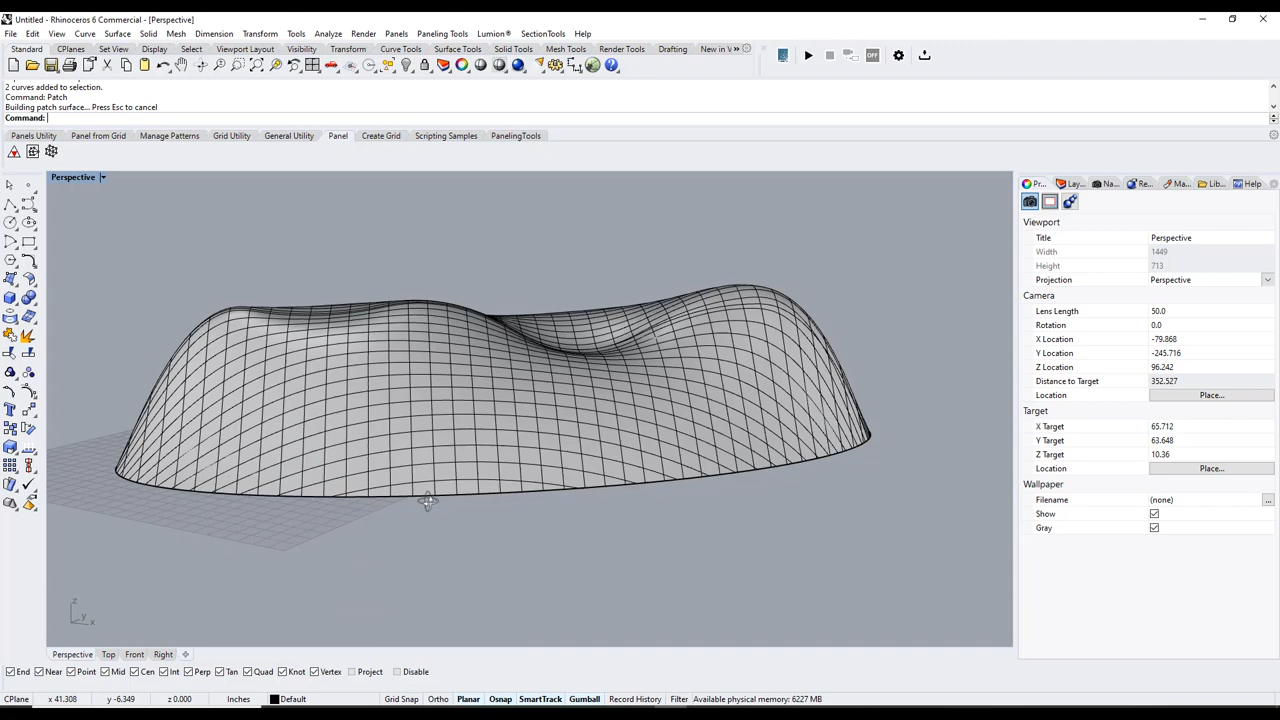 Untitled - Rhinoceros 6 Commercial - [Perspective]
File Edit View Curve Surface Solid Mesh Dimension Transform Tools Analyze Render Panels Paneling Tools Lumion® SectionTools Help
Standard CPlanes Set View Display Select Viewport Layout Visibility Transform Curve Tools Surface Tools Solid Tools Mesh Tools Render Tools Drafting New in V
2 curves added to selection.
Command: Patch
Building patch surface... Press Esc to cancel
Command:
Panels Utility Panel from Grid Manage Patterns Grid Utility General Utility Panel Create Grid Scripting Samples PanelingTools
Perspective
Pr... Lay... Na... Re... Ma... Lib... Help
Viewport
Title Perspective
Width 1449
Height 713
Projection Perspective
Camera
Lens Length 50.0
Rotation 0.0
X Location -79.868
Y Location -245.716
Z Location 96.242
Distance to Target 352.527
Location Place...
Target
X Target 65.712
Y Target 63.648
Z Target 10.36
Location Place...
Wallpaper
Filename (none) ...
Show
Gray
z
y
x
Perspective Top Front Right
End Near Point Mid Cen Int Perp Tan Quad Knot Vertex Project Disable
CPlane x 41.308 y -6.349 z 0.000 Inches Default Grid Snap Ortho Planar Osnap SmartTrack Gumball Record History Filter Available physical memory: 6227 MB